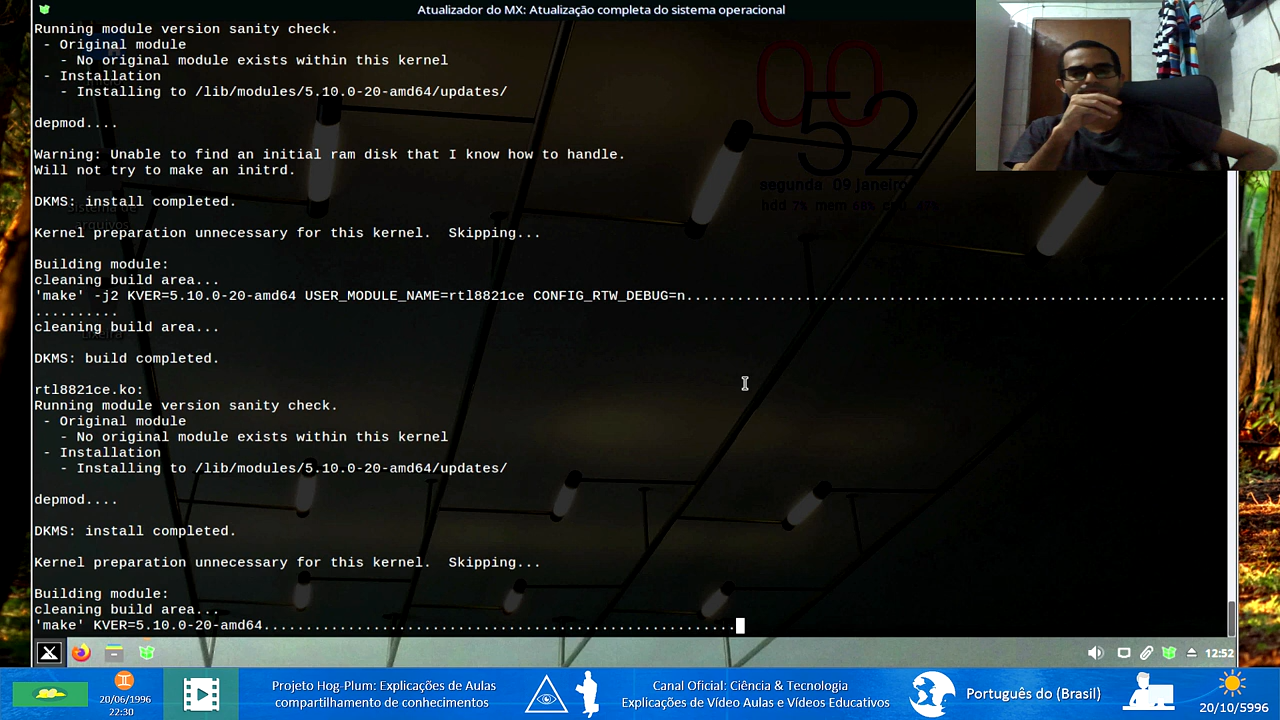 Atualizador do MX: Atualização completa do sistema operacional
Running module version sanity check.
- Original module
- No original module exists within this kernel
- Installation
- Installing to /lib/modules/5.10.0-20-amd64/updates/
depmod....
Warning: Unable to find an initial ram disk that I know how to handle.
Will not try to make an initrd.
DKMS: install completed.
Kernel preparation unnecessary for this kernel.  Skipping...
Building module:
cleaning build area...
'make' -j2 KVER=5.10.0-20-amd64 USER_MODULE_NAME=rtl8821ce CONFIG_RTW_DEBUG=n.........................................................................
..........
cleaning build area...
DKMS: build completed.
rtl8821ce.ko:
Running module version sanity check.
- Original module
- No original module exists within this kernel
- Installation
- Installing to /lib/modules/5.10.0-20-amd64/updates/
depmod....
DKMS: install completed.
Kernel preparation unnecessary for this kernel.  Skipping...
Building module:
cleaning build area...
'make' KVER=5.10.0-20-amd64........................................................
00
52
segunda 09 janeiro
Sistema de
arquivos
12:52
20/06/1996
22:30
Projeto Hog-Plum: Explicações de Aulas
compartilhamento de conhecimentos
Canal Oficial: Ciência & Tecnologia
Explicações de Vídeo Aulas e Vídeos Educativos
Português do (Brasil)
20/10/5996